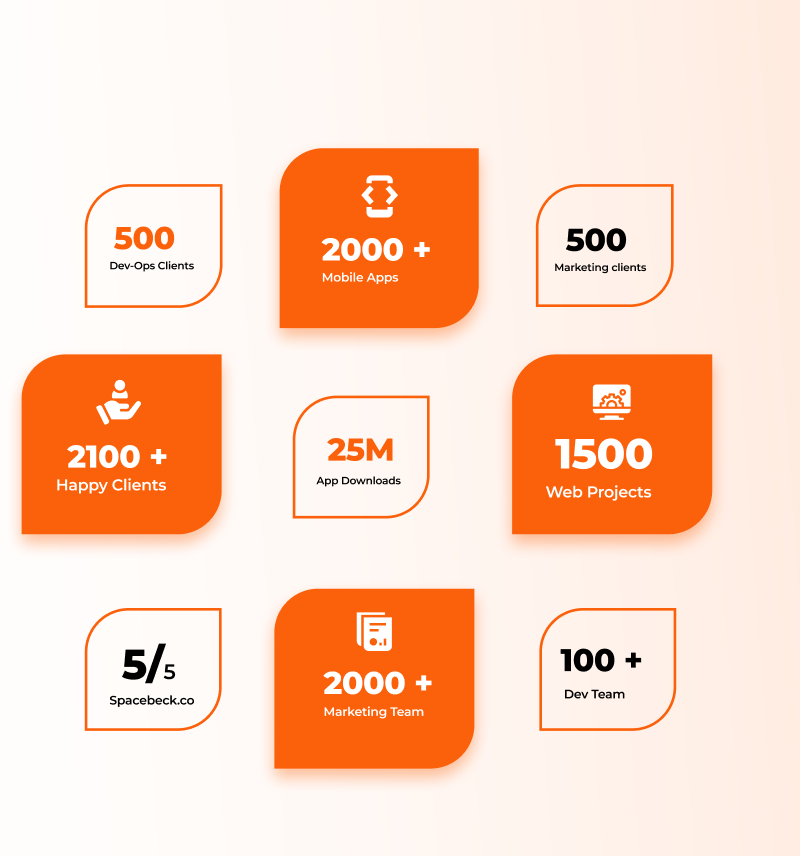 500
Dev-Ops Clients
2000 +
Mobile Apps
500
Marketing clients
2100 +
Happy Clients
25M
App Downloads
1500
Web Projects
5/5
Spacebeck.co
2000 +
Marketing Team
100 +
Dev Team